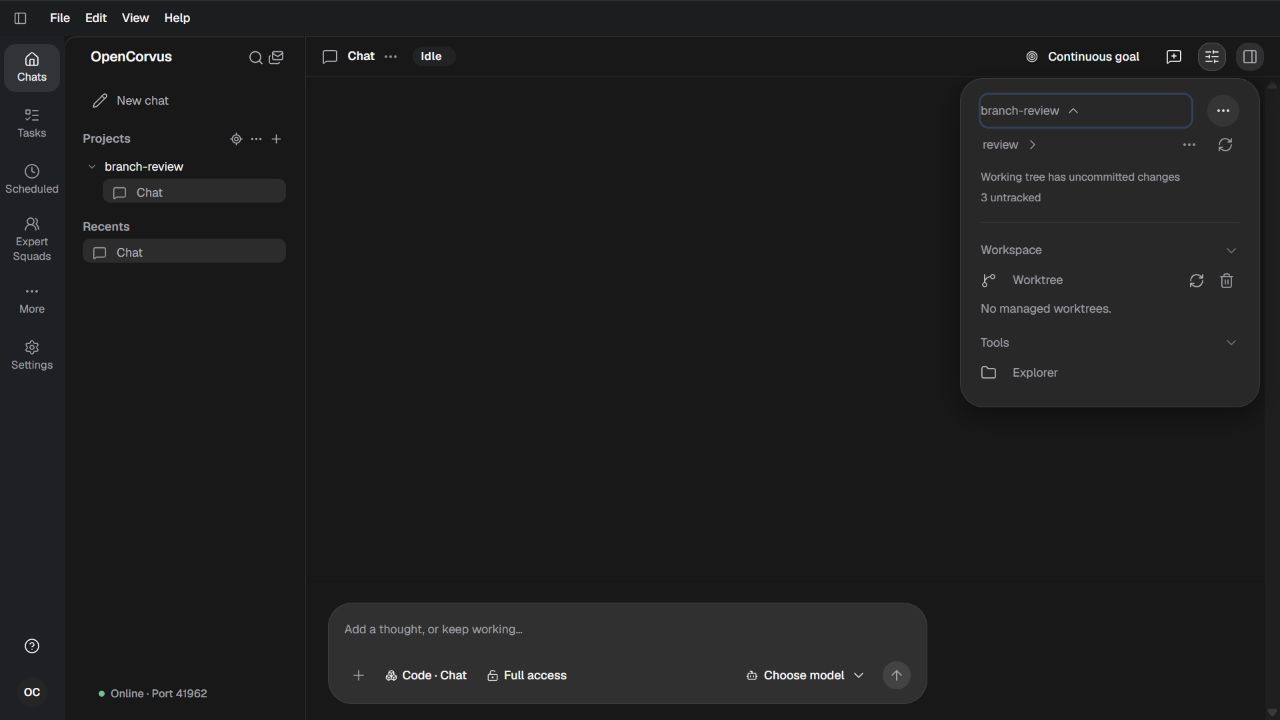 File Edit View Help
OpenCorvus
Chat
Idle
Continuous goal
Chats
Tasks
Scheduled
Expert
Squads
More
Settings
New chat
Projects
branch-review
Chat
Recents
Chat
branch-review
review
Working tree has uncommitted changes
3 untracked
Workspace
Worktree
No managed worktrees.
Tools
Explorer
Add a thought, or keep working...
Code · Chat
Full access
Choose model
OC
Online · Port 41962